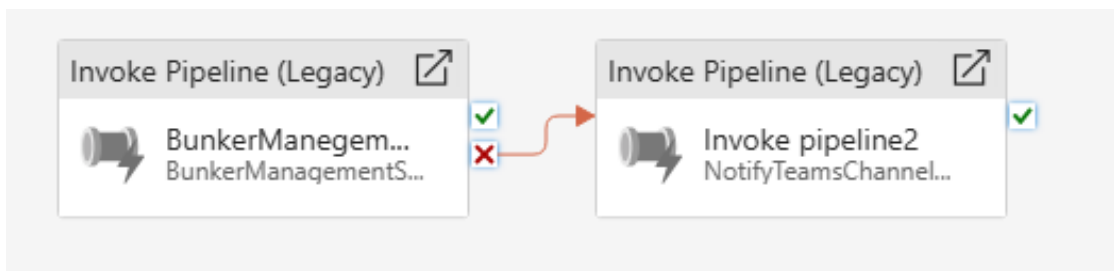 Invoke Pipeline (Legacy)
BunkerManegem...
BunkerManagementS...
Invoke Pipeline (Legacy)
Invoke pipeline2
NotifyTeamsChannel...